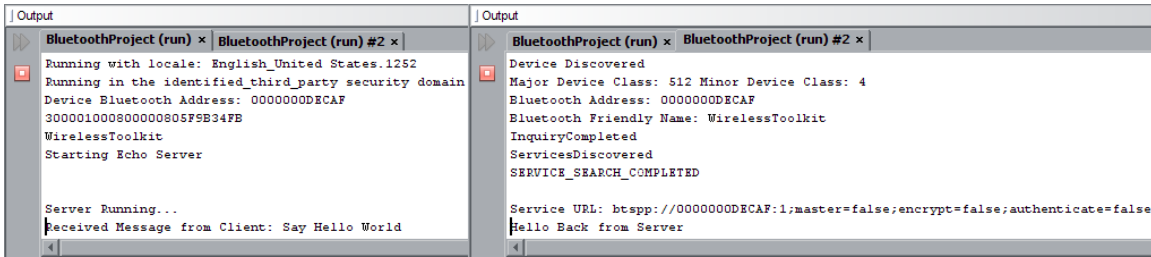 Output
BluetoothProject (run) × BluetoothProject (run) #2 ×
Running with locale: English_United States.1252
Running in the identified_third_party security domain
Device Bluetooth Address: 0000000DECAF
300001000800000805F9B34FB
WirelessToolkit
Starting Echo Server
Server Running...
Received Message from Client: Say Hello World
Output
BluetoothProject (run) × BluetoothProject (run) #2 ×
Device Discovered
Major Device Class: 512 Minor Device Class: 4
Bluetooth Address: 0000000DECAF
Bluetooth Friendly Name: WirelessToolkit
InquiryCompleted
ServicesDiscovered
SERVICE_SEARCH_COMPLETED
Service URL: btspp://0000000DECAF:1;master=false;encrypt=false;authenticate=false
Hello Back from Server